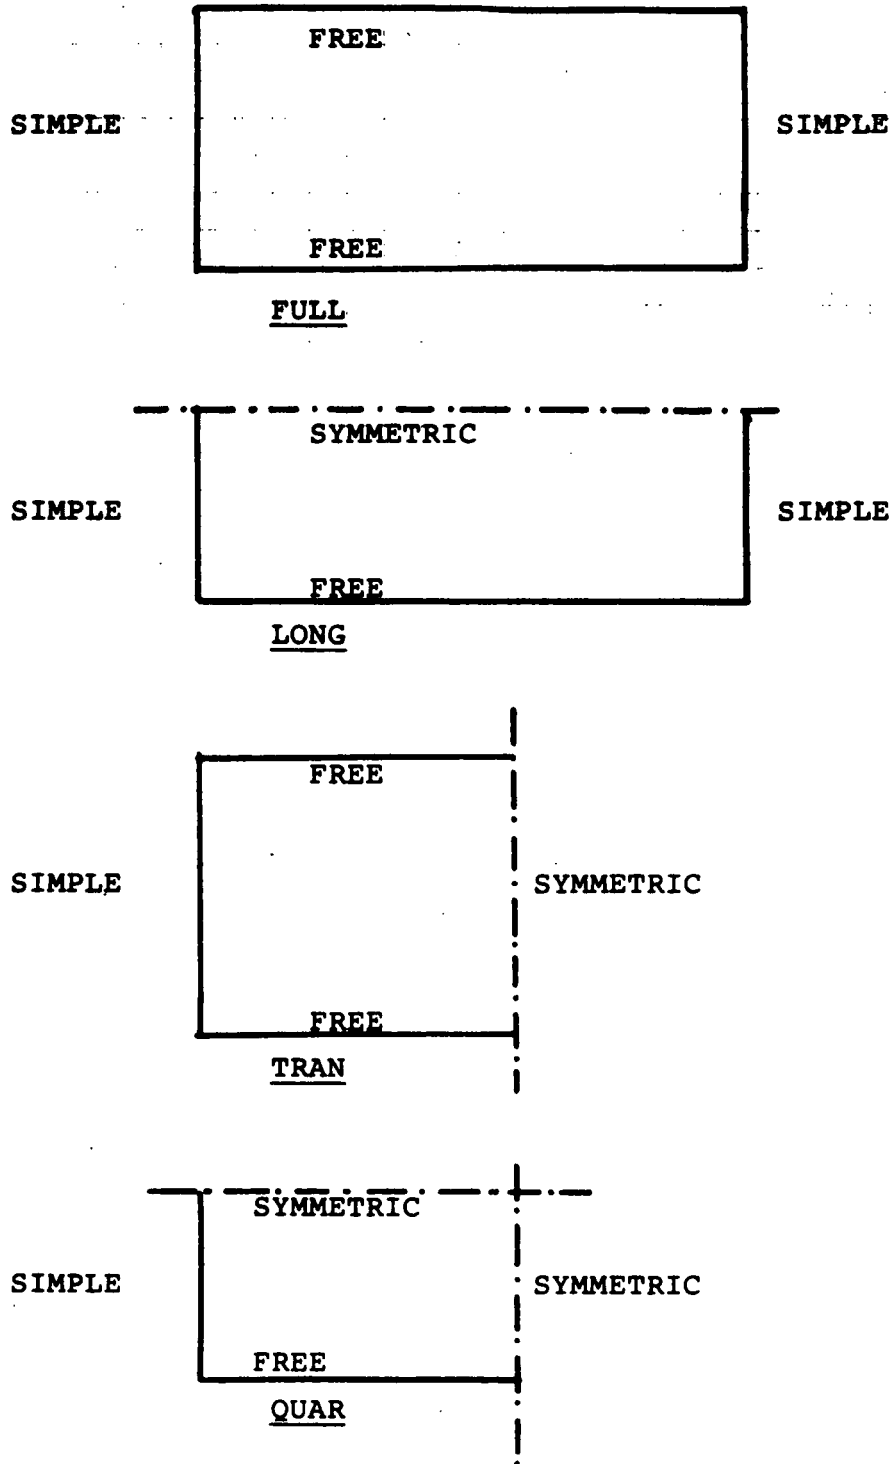 FREE
SIMPLE SIMPLE
FREE
FULL
SYMMETRIC
SIMPLE SIMPLE
FREE
LONG
FREE
SIMPLE SYMMETRIC
FREE
TRAN
SYMMETRIC
SIMPLE SYMMETRIC
FREE
QUAR